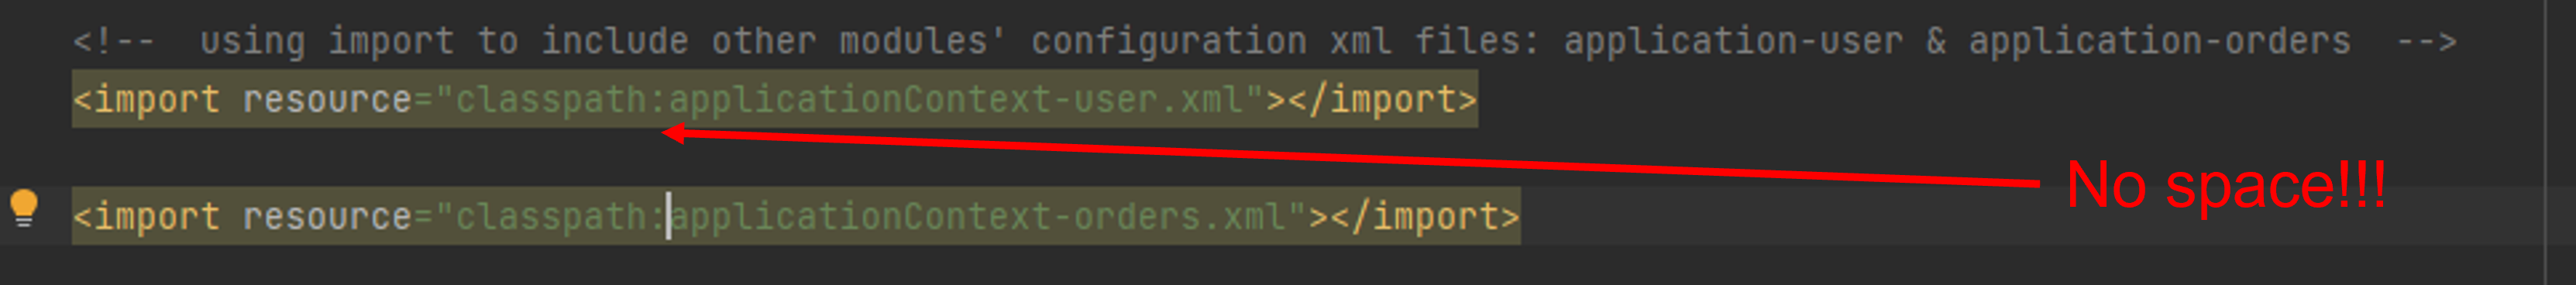 <!--  using import to include other modules' configuration xml files: application-user & application-orders  -->
<import resource="classpath:applicationContext-user.xml"></import>
No space!!!
<import resource="classpath:applicationContext-orders.xml"></import>